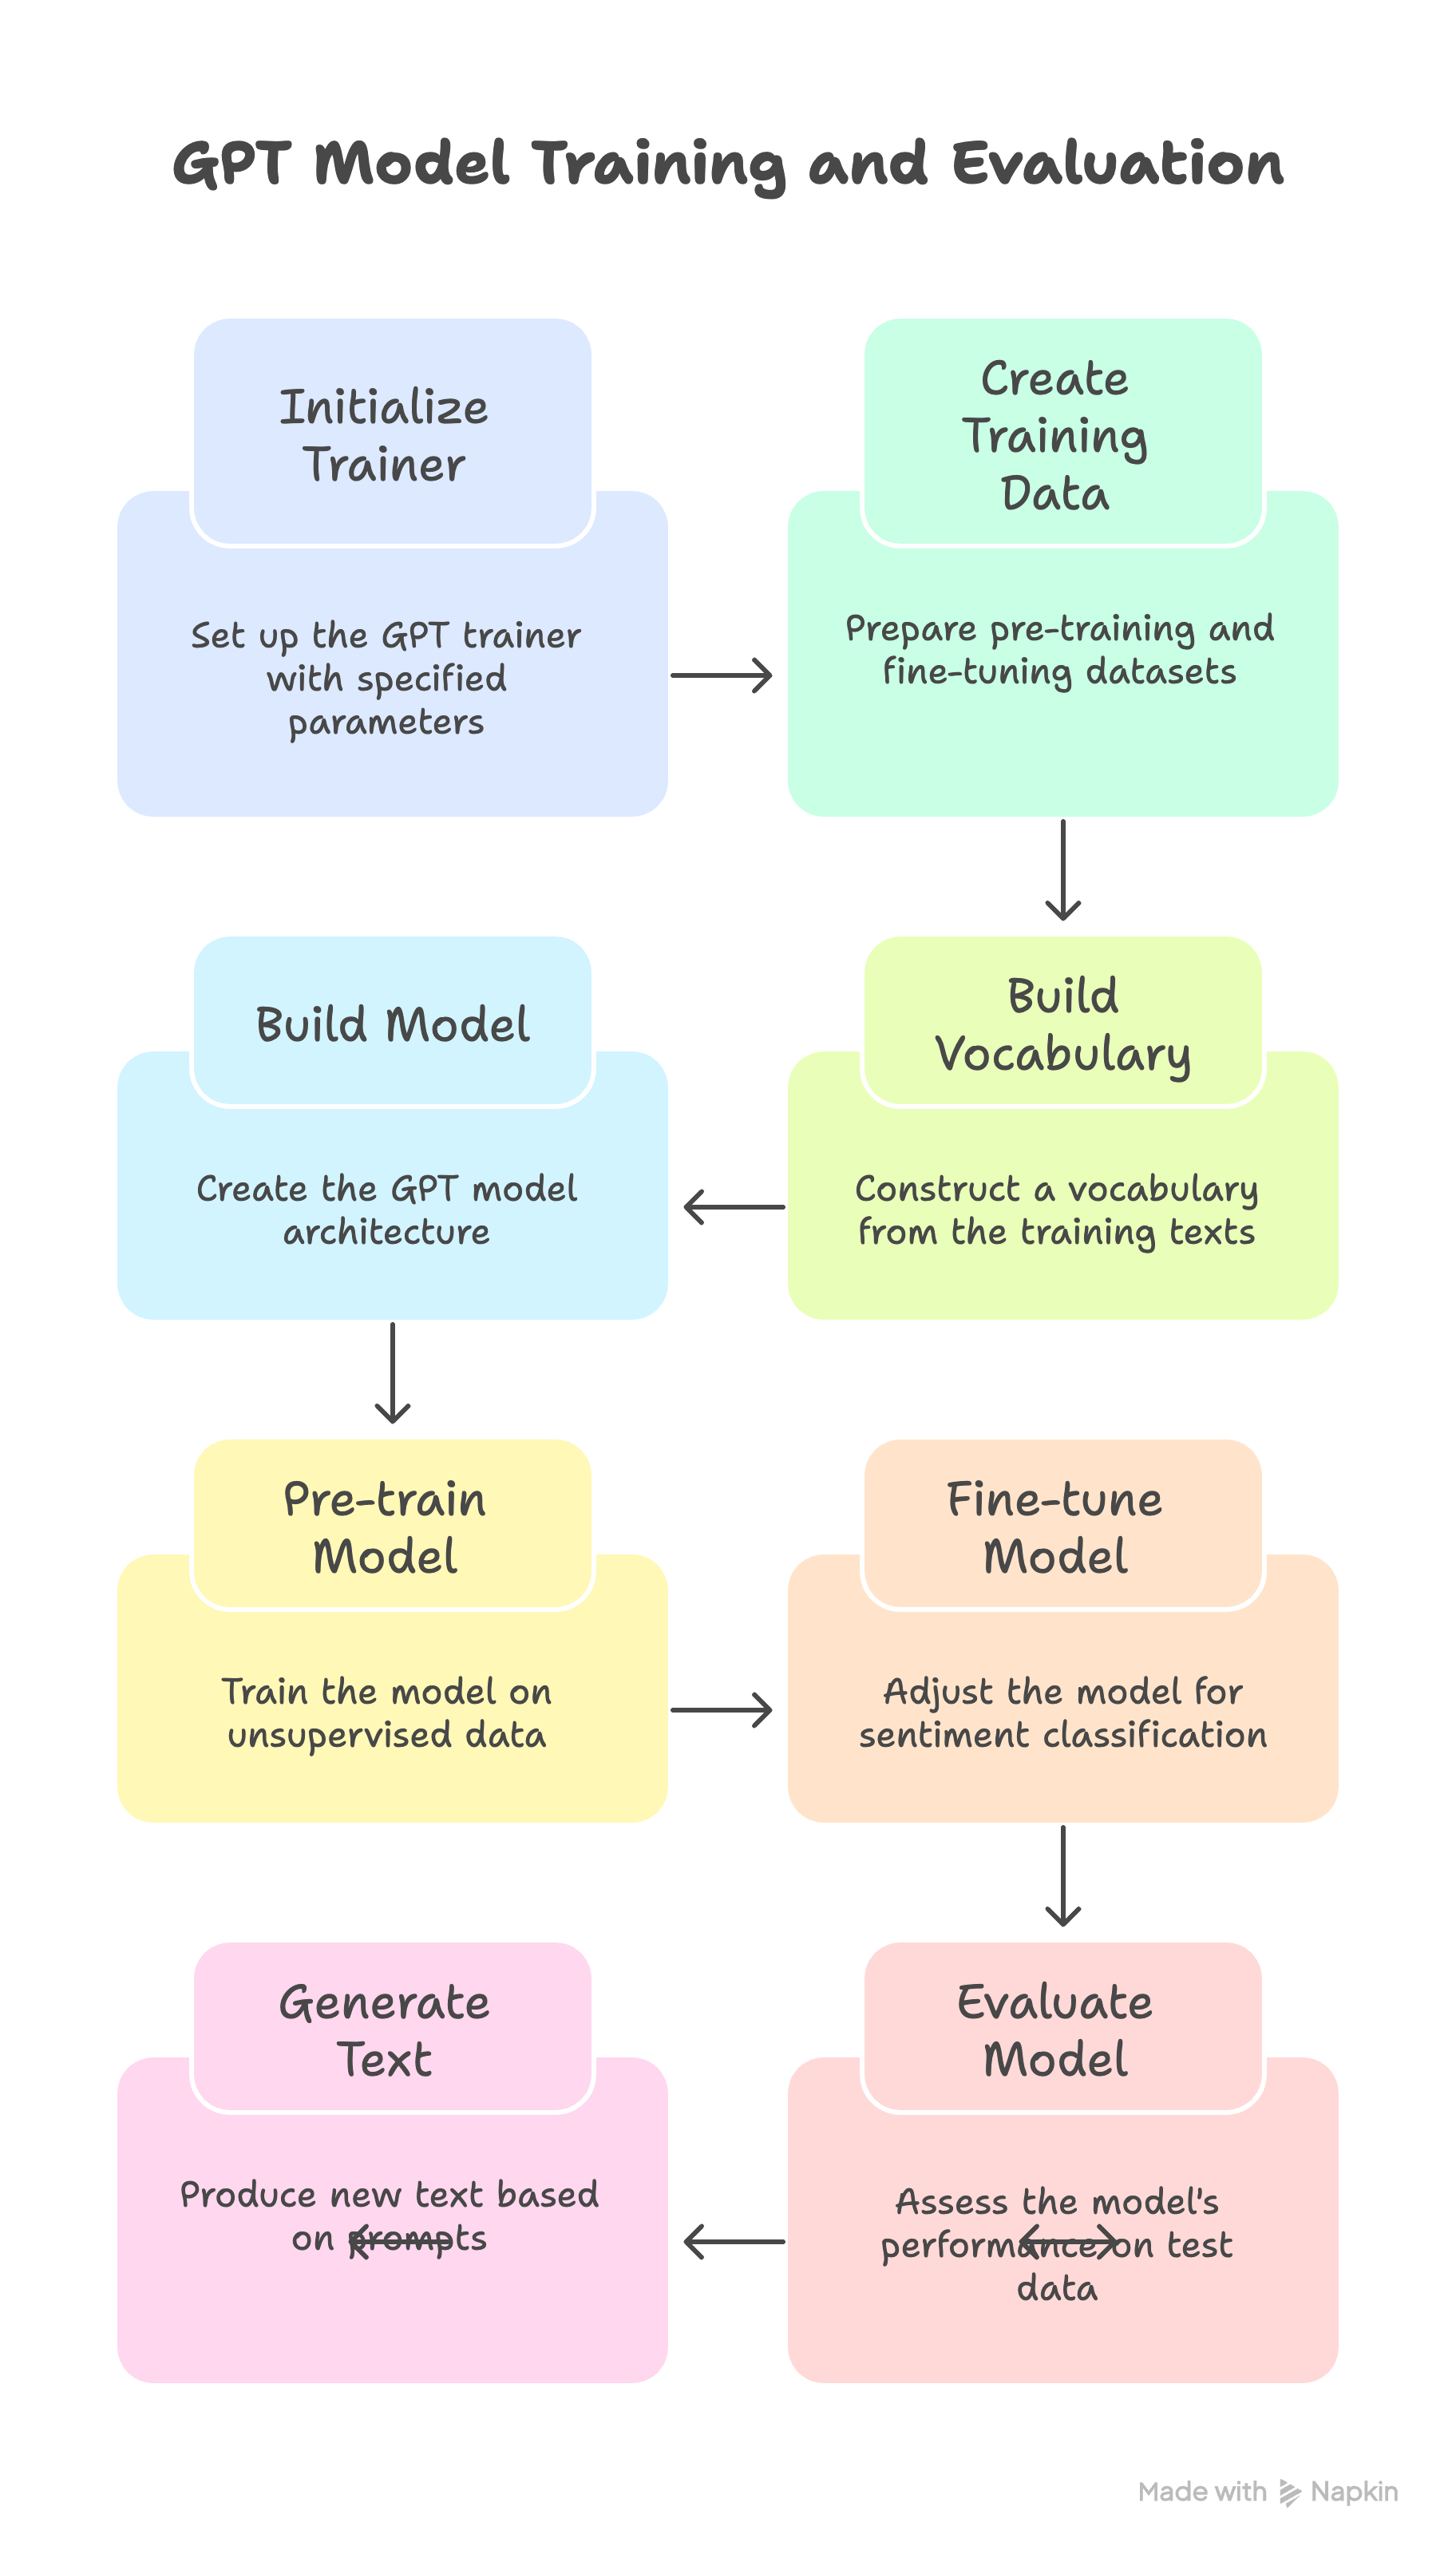 GPT Model Training and Evaluation
Initialize
Trainer
Set up the GPT trainer
with specified
parameters
Create
Training
Data
Prepare pre-training and
fine-tuning datasets
Build
Vocabulary
Construct a vocabulary
from the training texts
Build Model
Create the GPT model
architecture
Pre-train
Model
Train the model on
unsupervised data
Fine-tune
Model
Adjust the model for
sentiment classification
Evaluate
Model
Assess the model's
performance on test
data
Generate
Text
Produce new text based
on prompts
Made with Napkin